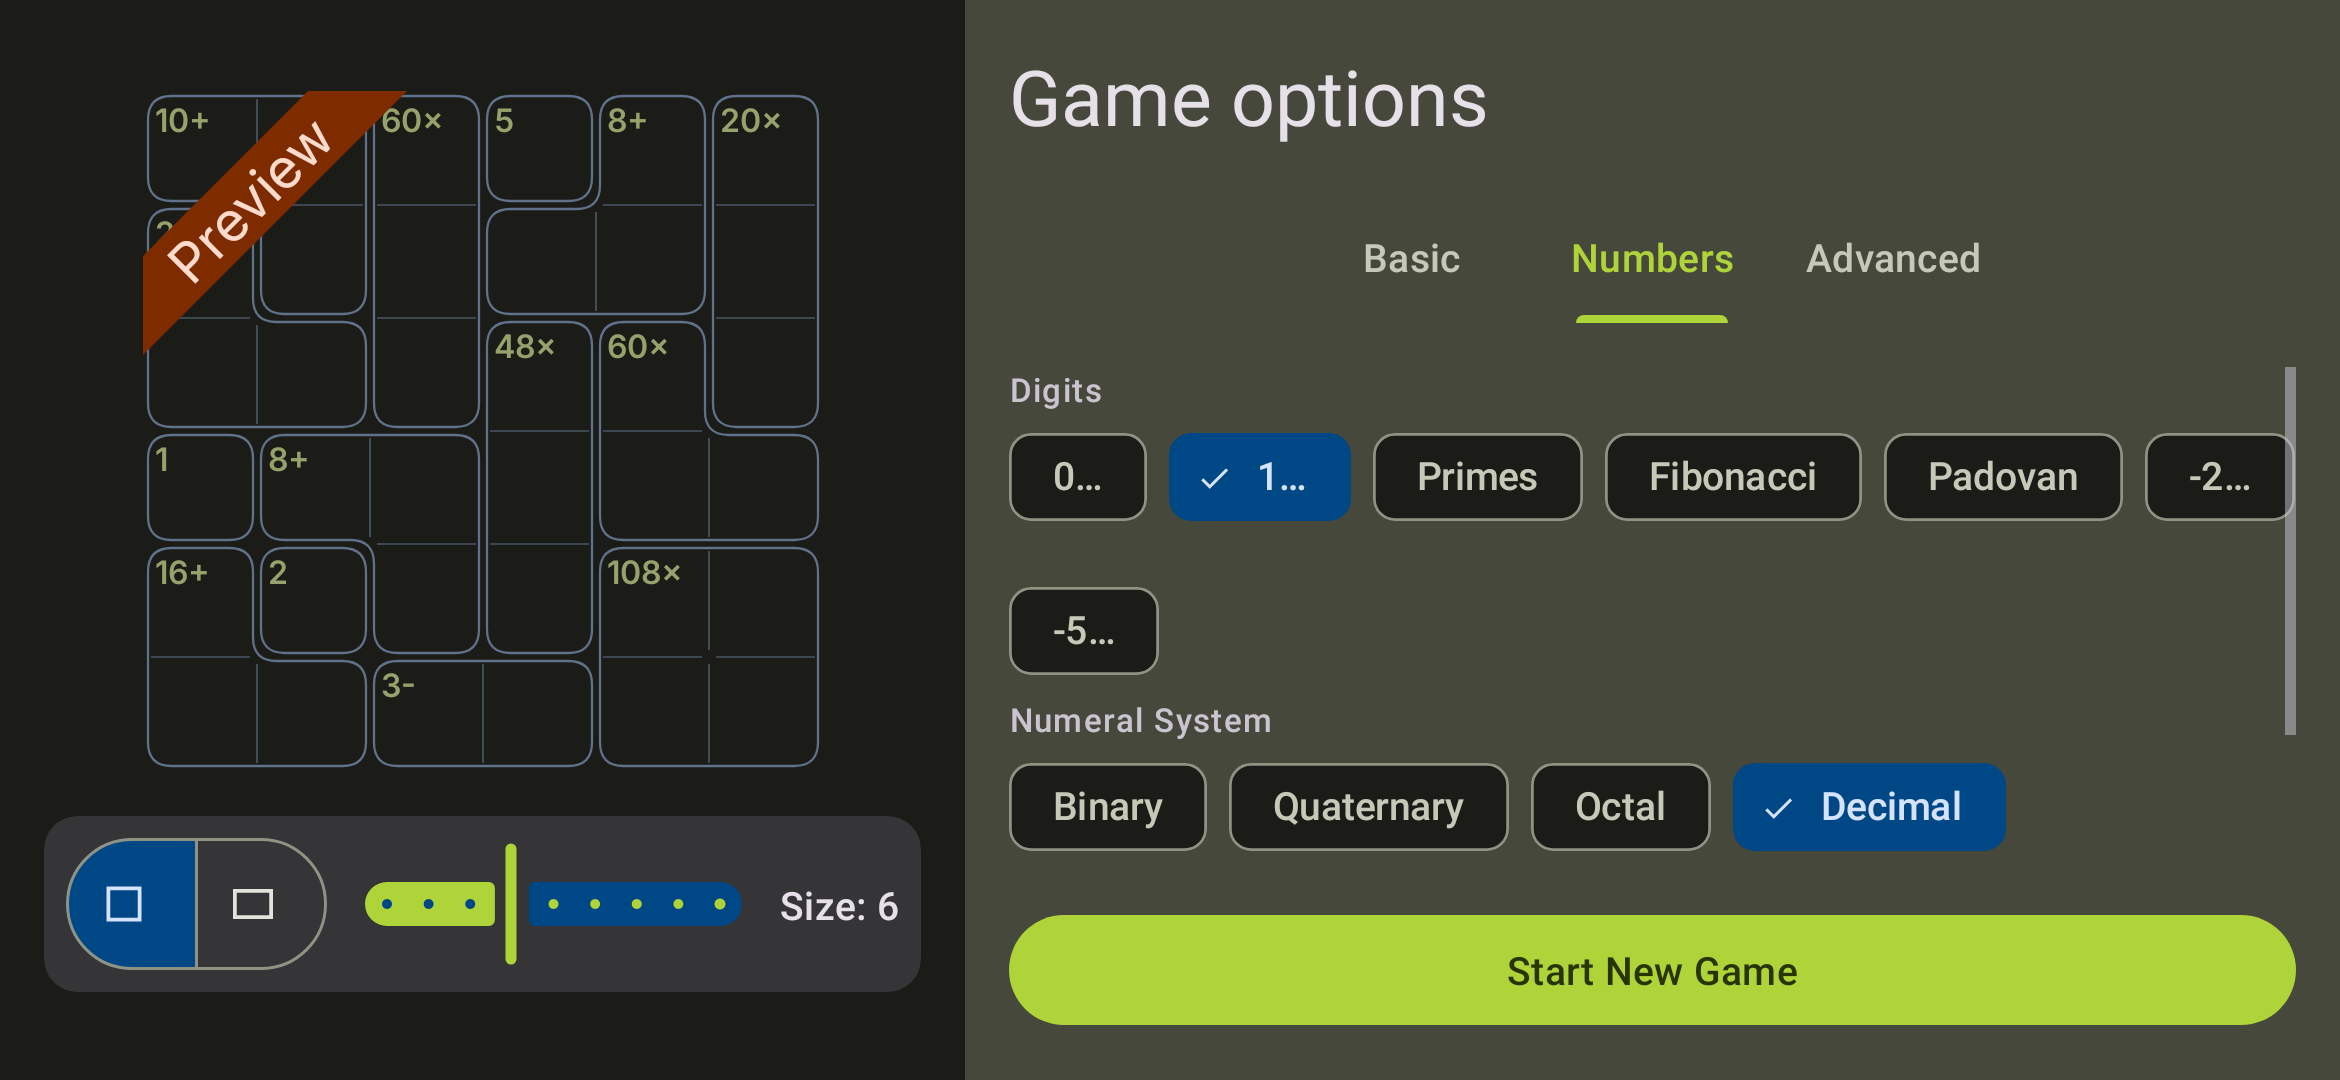 10+ 60× 5 8+ 20×
Preview
48× 60×
1 8+
16+ 2 108×
3-
Size: 6
Game options
Basic Numbers Advanced
Digits
0... 1... Primes Fibonacci Padovan -2...
-5...
Numeral System
Binary Quaternary Octal Decimal
Start New Game